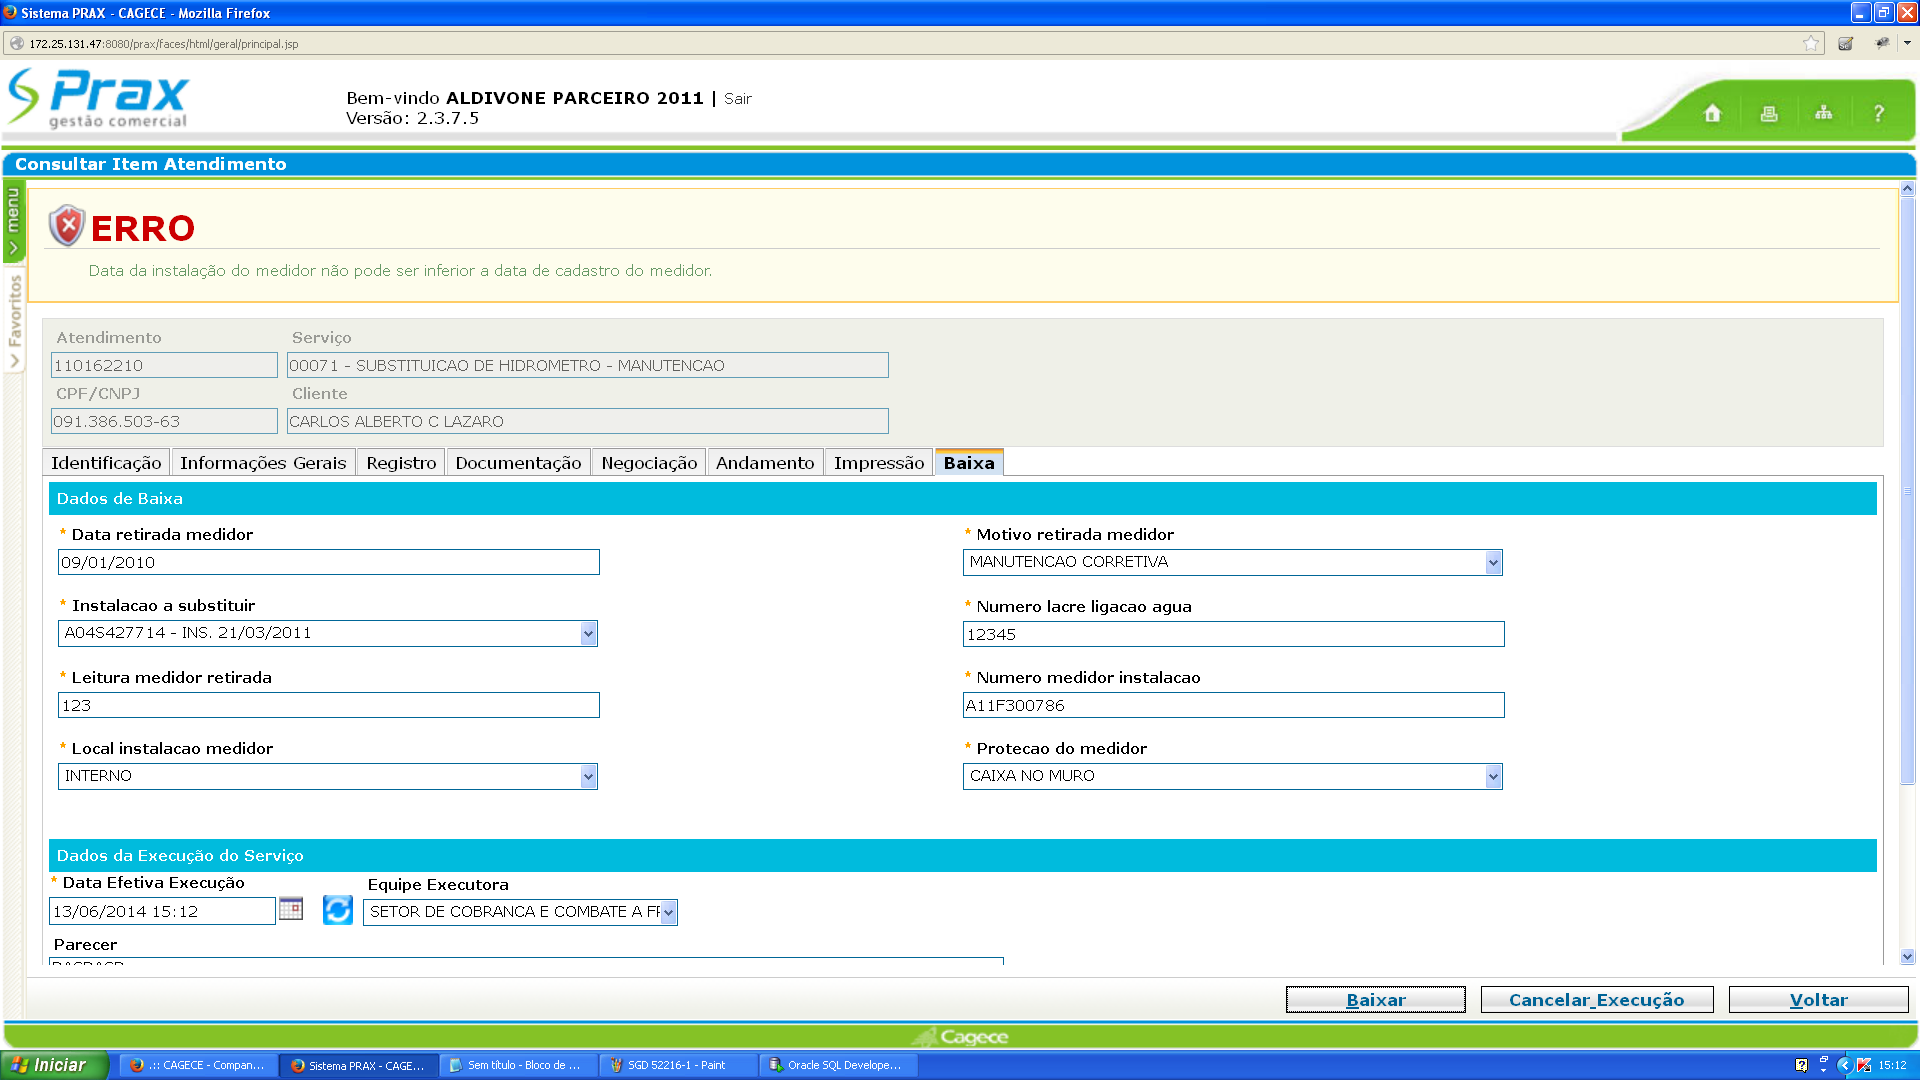 Sistema PRAX - CAGECE - Mozilla Firefox
172.25.131.47:8080/prax/faces/html/geral/principal.jsp
Prax
gestão comercial
Bem-vindo ALDIVONE PARCEIRO 2011 | Sair
Versão: 2.3.7.5
?
Consultar Item Atendimento
menu
Favoritos
ERRO
Data da instalação do medidor não pode ser inferior a data de cadastro do medidor.
Atendimento Serviço
110162210 00071 - SUBSTITUICAO DE HIDROMETRO - MANUTENCAO
CPF/CNPJ Cliente
091.386.503-63 CARLOS ALBERTO C LAZARO
Identificação Informações Gerais Registro Documentação Negociação Andamento Impressão Baixa
Dados de Baixa
* Data retirada medidor * Motivo retirada medidor
09/01/2010 MANUTENCAO CORRETIVA
* Instalacao a substituir * Numero lacre ligacao agua
A04S427714 - INS. 21/03/2011 12345
* Leitura medidor retirada * Numero medidor instalacao
123 A11F300786
* Local instalacao medidor * Protecao do medidor
INTERNO CAIXA NO MURO
Dados da Execução do Serviço
* Data Efetiva Execução Equipe Executora
13/06/2014 15:12 SETOR DE COBRANCA E COMBATE A FR
Parecer
Baixar Cancelar Execução Voltar
Cagece
Iniciar .:: CAGECE - Compan... Sistema PRAX - CAGE... Sem título - Bloco de ... SGD 52216-1 - Paint Oracle SQL Develope... 15:12